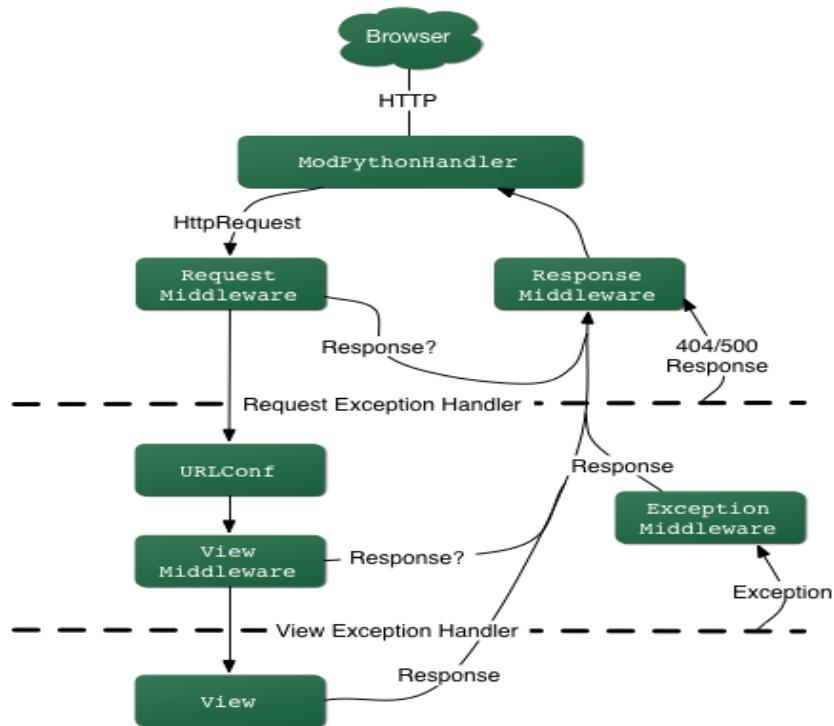 Browser
HTTP
ModPythonHandler
HttpRequest
Request
Middleware
Response
Middleware
Response?
404/500
Response
Request Exception Handler
URLConf
Response
Exception
Middleware
View
Middleware
Response?
Exception
View Exception Handler
Response
View